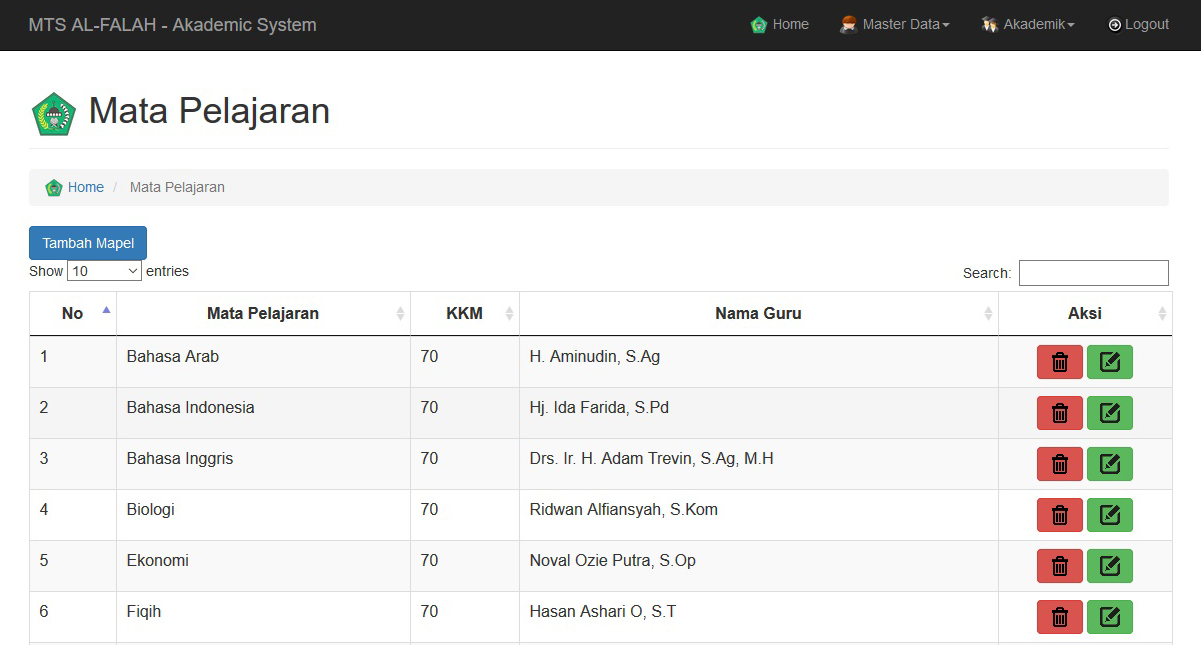 MTS AL-FALAH - Akademic System Home Master Data Akademik Logout
Mata Pelajaran
Home / Mata Pelajaran
Tambah Mapel
Show 10 entries Search:
No Mata Pelajaran KKM Nama Guru Aksi
1 Bahasa Arab 70 H. Aminudin, S.Ag
2 Bahasa Indonesia 70 Hj. Ida Farida, S.Pd
3 Bahasa Inggris 70 Drs. Ir. H. Adam Trevin, S.Ag, M.H
4 Biologi 70 Ridwan Alfiansyah, S.Kom
5 Ekonomi 70 Noval Ozie Putra, S.Op
6 Fiqih 70 Hasan Ashari O, S.T